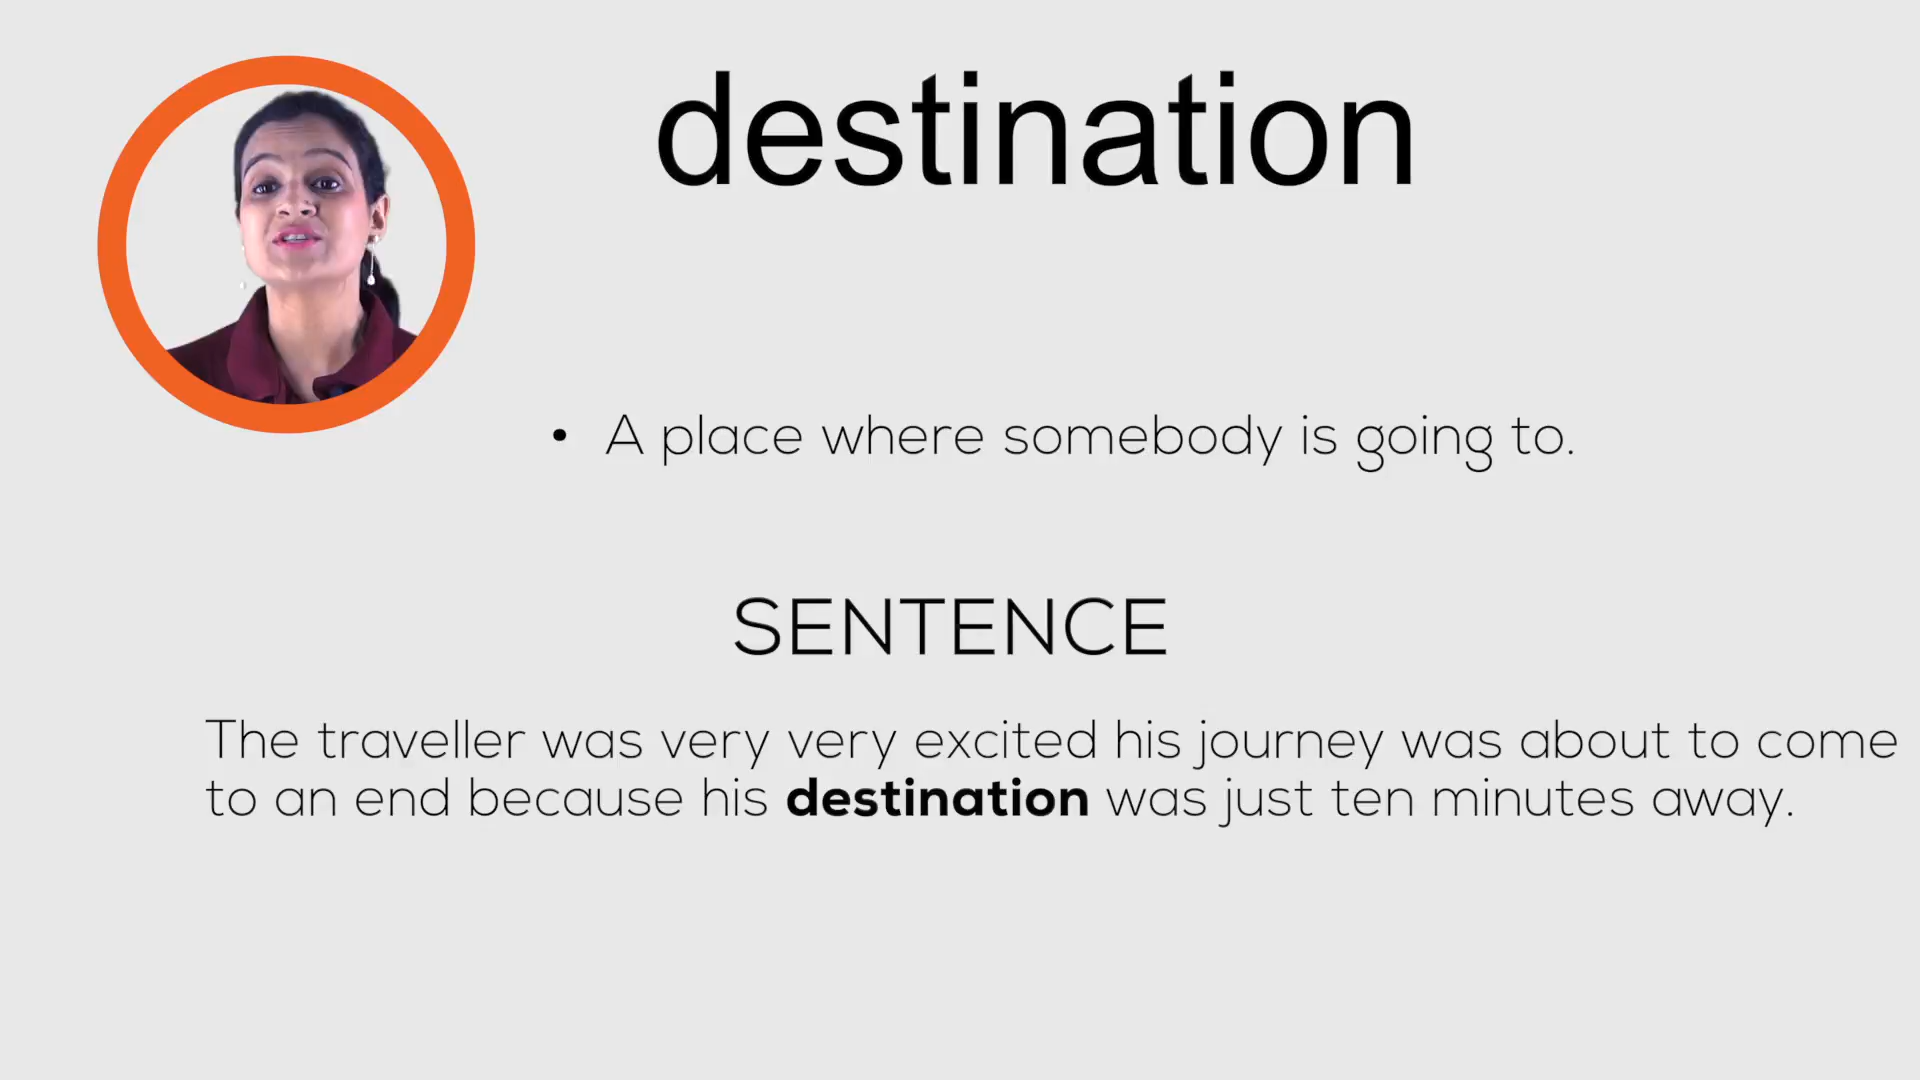 destination
• A place where somebody is going to.
SENTENCE
The traveller was very very excited his journey was about to come
to an end because his destination was just ten minutes away.